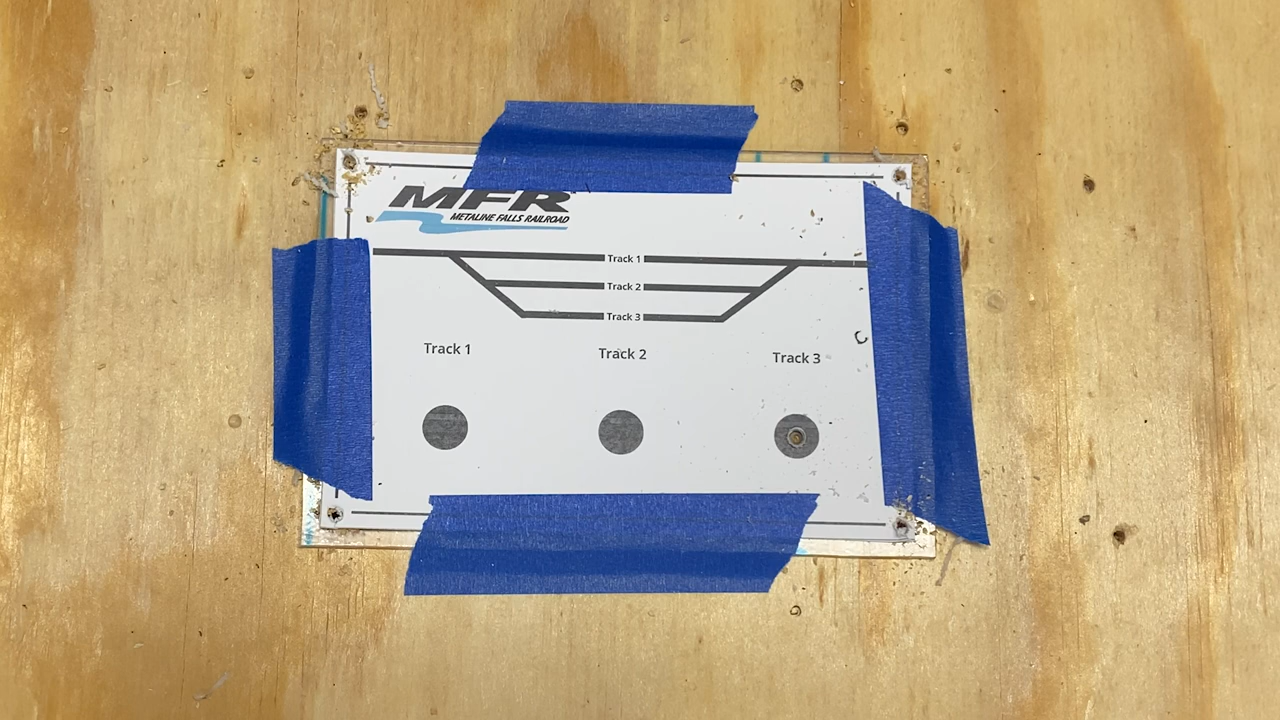 MFR
METALINE FALLS RAILROAD
Track 1
Track 2
Track 3
Track 1 Track 2 Track 3